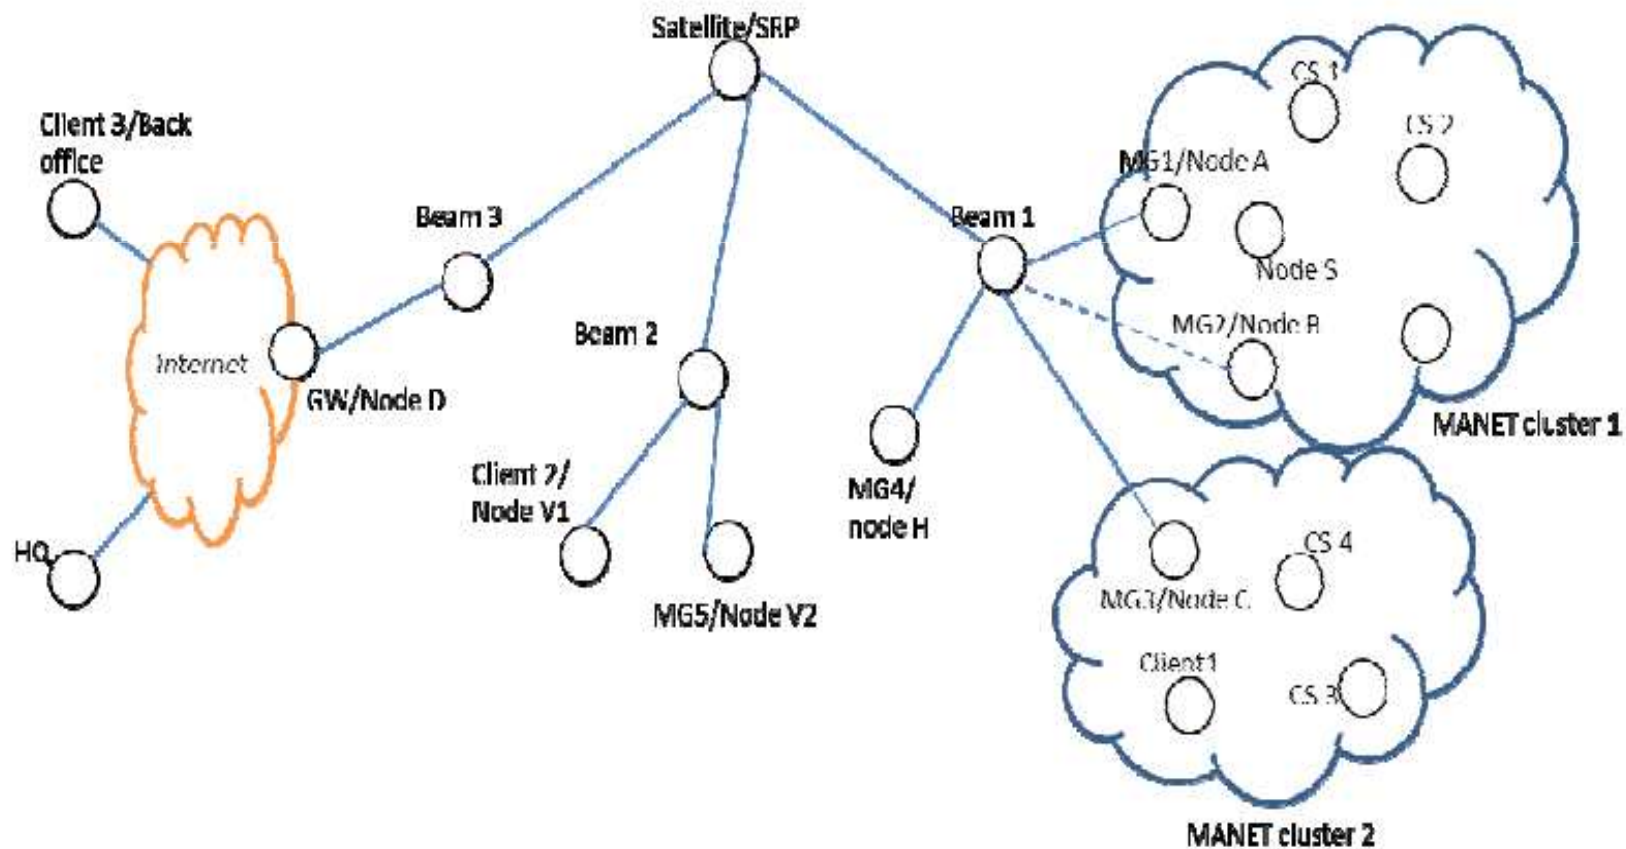 Satellite/SRP
Client 3/Back
office
CS 1
CS 2
MG1/Node A
Beam 3
Beam 1
Node S
MG2/Node B
Beam 2
Internet
GW/Node D
MANET cluster 1
Client 2/
Node V1
MG4/
node H
HQ
CS 4
MG3/Node C
MG5/Node V2
Client1
CS 3
MANET cluster 2